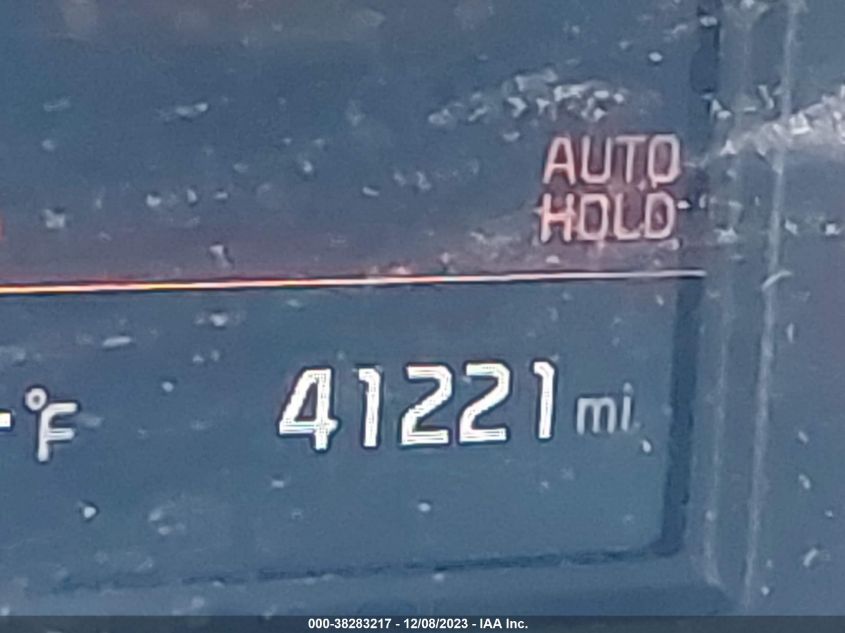 AUTO
HOLD
°F 41221 mi
000-38283217 - 12/08/2023 - IAA Inc.